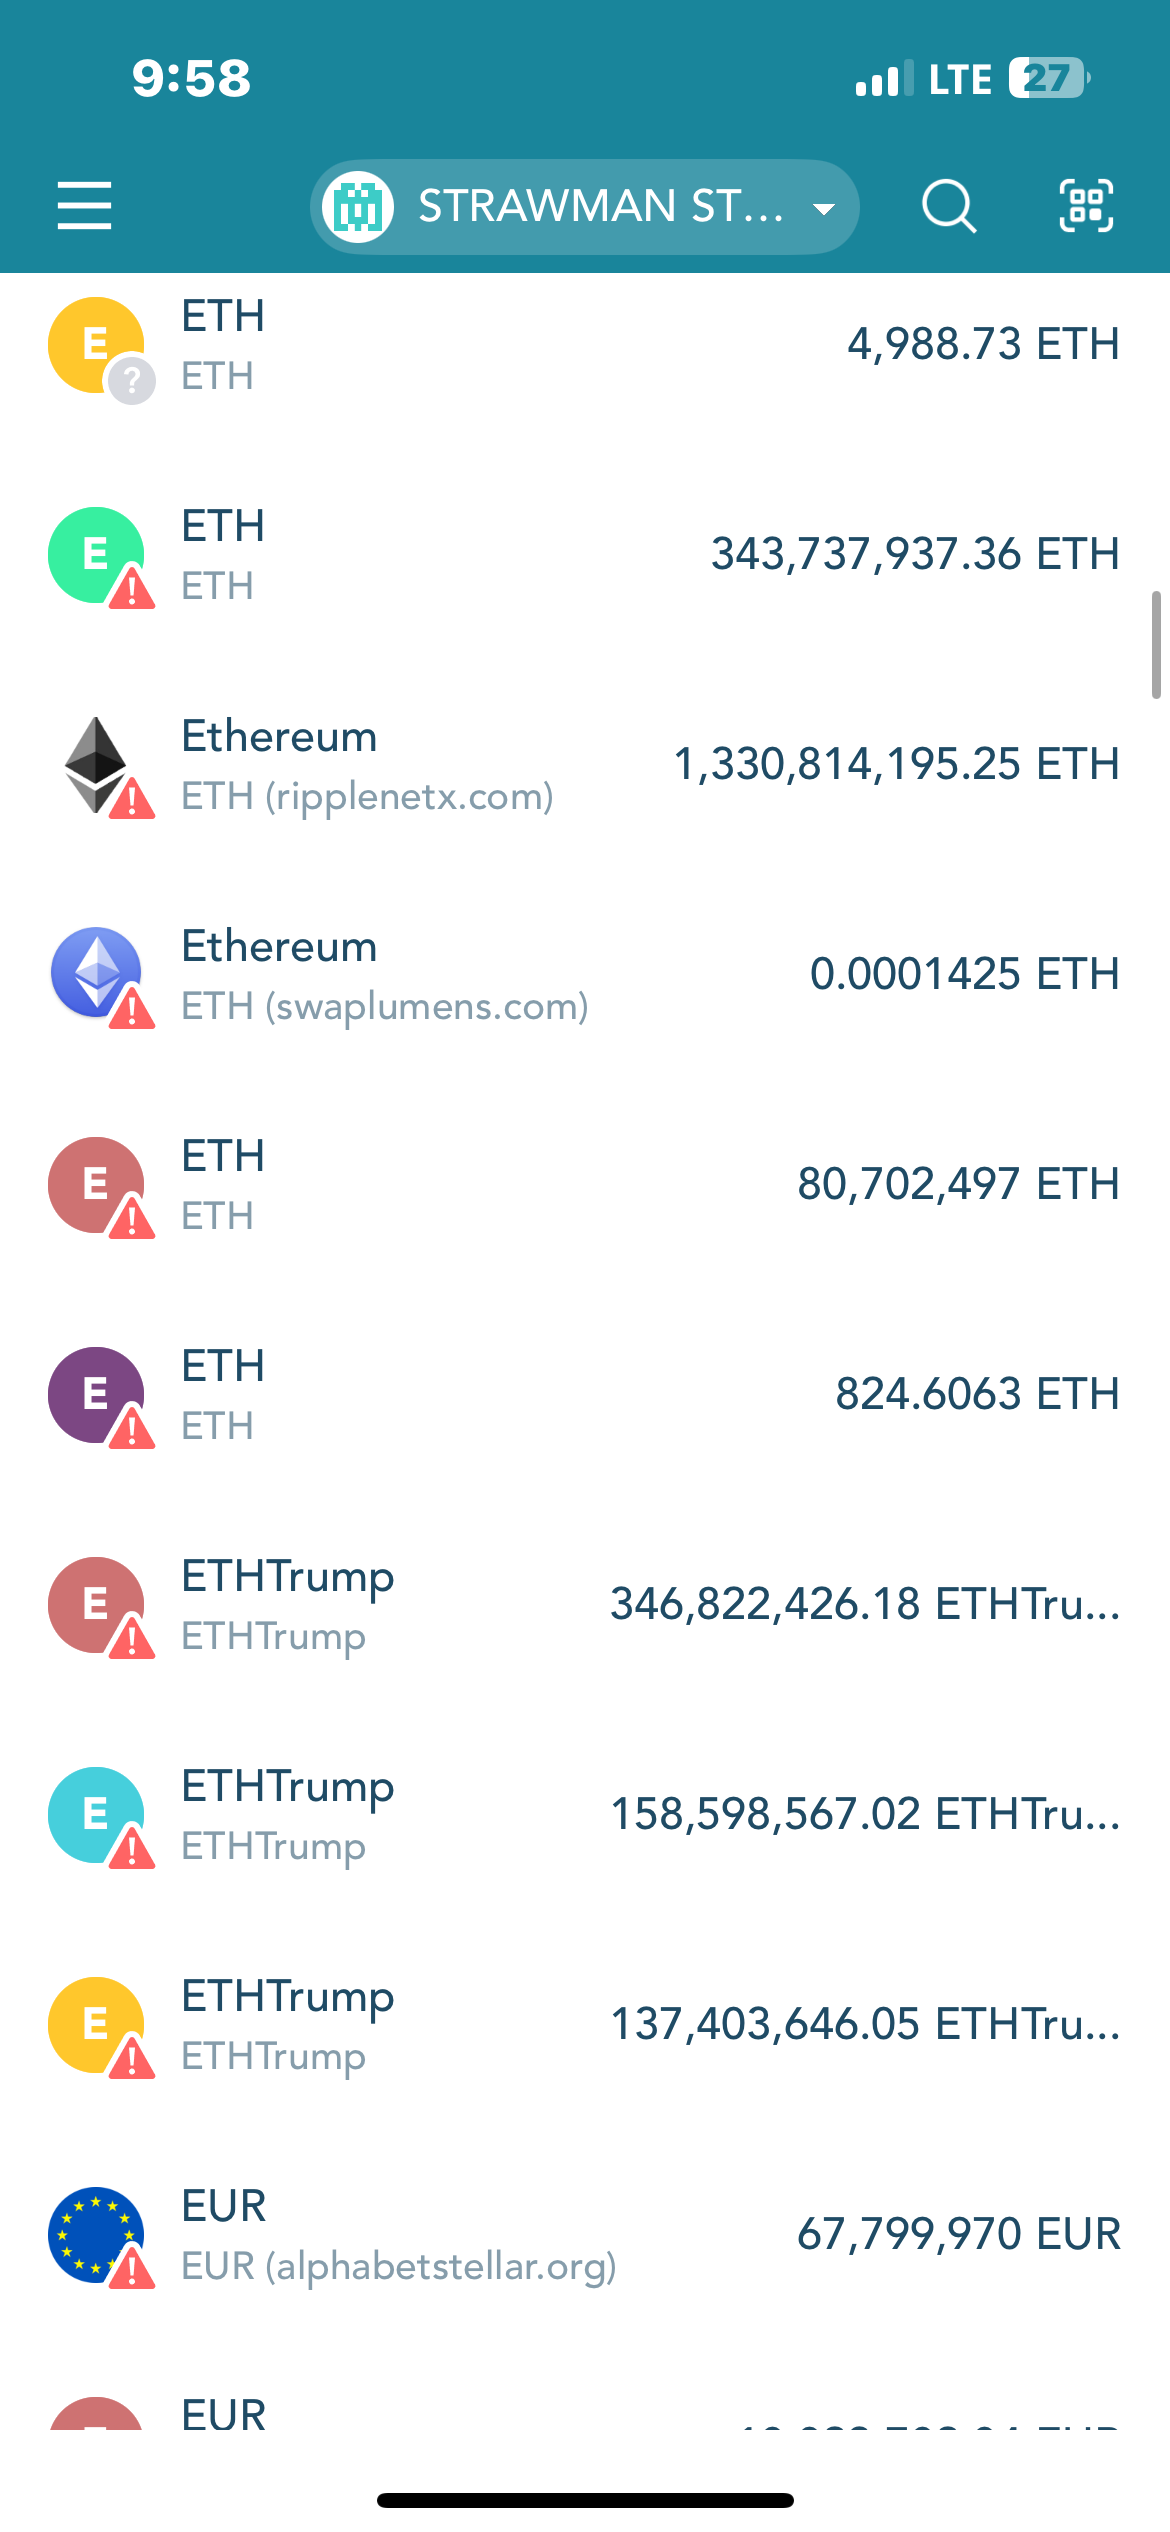 9:58
LTE 27
STRAWMAN ST...
E
ETH
ETH
4,988.73 ETH
?
E
ETH
ETH
343,737,937.36 ETH
!
Ethereum
ETH (ripplenetx.com)
1,330,814,195.25 ETH
!
Ethereum
ETH (swaplumens.com)
0.0001425 ETH
!
E
ETH
ETH
80,702,497 ETH
!
E
ETH
ETH
824.6063 ETH
!
E
ETHTrump
ETHTrump
346,822,426.18 ETHTru...
!
E
ETHTrump
ETHTrump
158,598,567.02 ETHTru...
!
E
ETHTrump
ETHTrump
137,403,646.05 ETHTru...
!
EUR
EUR (alphabetstellar.org)
67,799,970 EUR
!
EUR